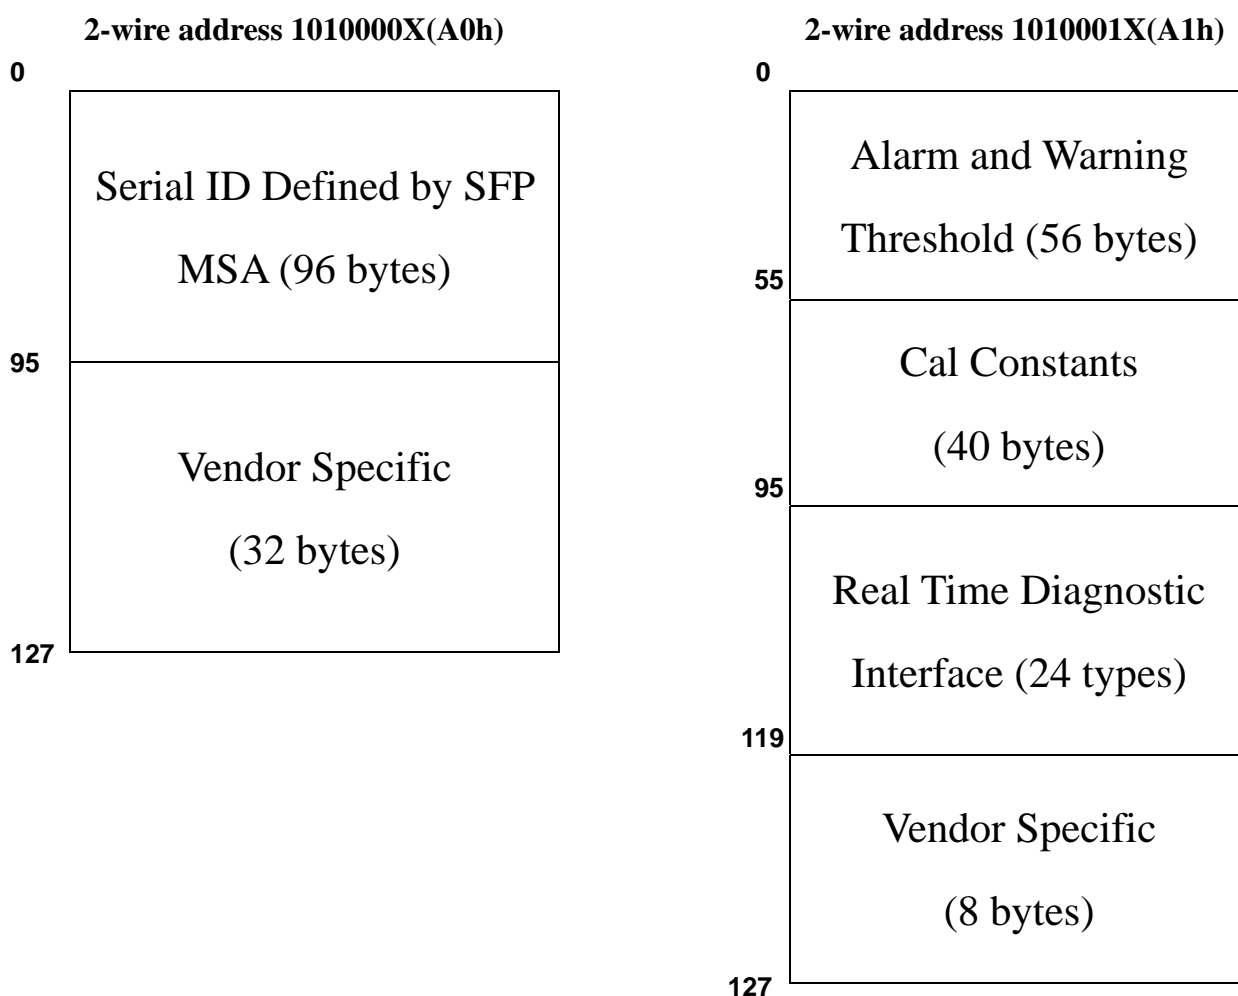 2-wire address 1010000X(A0h)
0
Serial ID Defined by SFP
MSA (96 bytes)
95
Vendor Specific
(32 bytes)
127
2-wire address 1010001X(A1h)
0
Alarm and Warning
Threshold (56 bytes)
55
Cal Constants
(40 bytes)
95
Real Time Diagnostic
Interface (24 types)
119
Vendor Specific
(8 bytes)
127